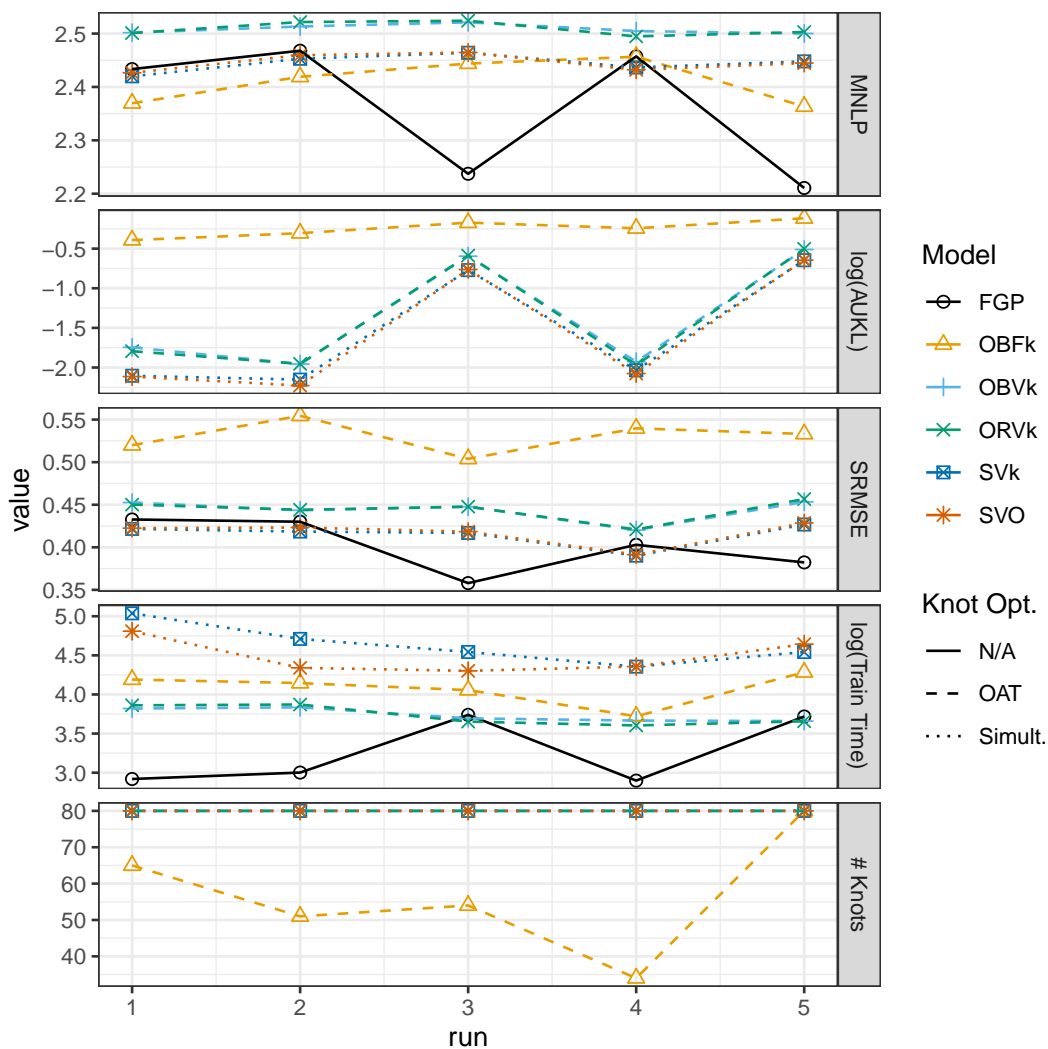 2.5
2.4
2.3
2.2
MNLP
−0.5
−1.0
−1.5
−2.0
log(AUKL)
0.55
0.50
0.45
0.40
0.35
SRMSE
5.0
4.5
4.0
3.5
3.0
log(Train Time)
80
70
60
50
40
# Knots
1 2 3 4 5
run
value
Model
FGP
OBFk
OBVk
ORVk
SVk
SVO
Knot Opt.
N/A
OAT
Simult.